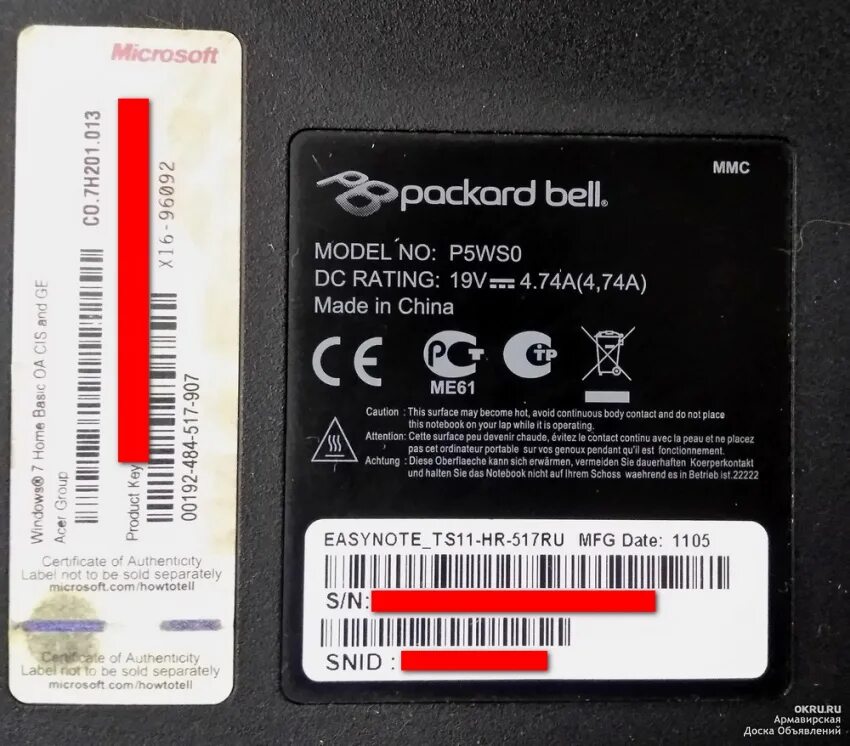 Microsoft
CO.7H201.013
X16-96092
Windows® 7 Home Basic OA CIS and GE
Acer Group
Product Key
00192-484-517-907
Certificate of Authenticity
Label not to be sold separately
microsoft.com/howtotell
Certificate of Authenticity
Label not to be sold separately
microsoft.com/howtotell
MMC
packard bell®
MODEL NO: P5WS0
DC RATING: 19V⎓4.74A(4,74A)
Made in China
CE
РСТ
СТР
ME61
Caution : This surface may become hot, avoid continuous body contact and do not place
this notebook on your lap while it is operating.
Attention: Cette surface peu devenir chaude, évitez le contact continu avec la peau et ne placez
pas cet ordinateur portable sur vos genoux pendant qu'il est fonctionnement.
Achtung : Diese Oberflaeche kann sich erwärmen, vermeiden Sie dauerhaften Koerperkontakt
und halten Sie das Notebook nicht auf Ihrem Schoss waehrend es in Betrieb ist.22222
EASYNOTE_TS11-HR-517RU MFG Date: 1105
S/N:
SNID :
OKRU.RU
Армавирская
Доска Объявлений